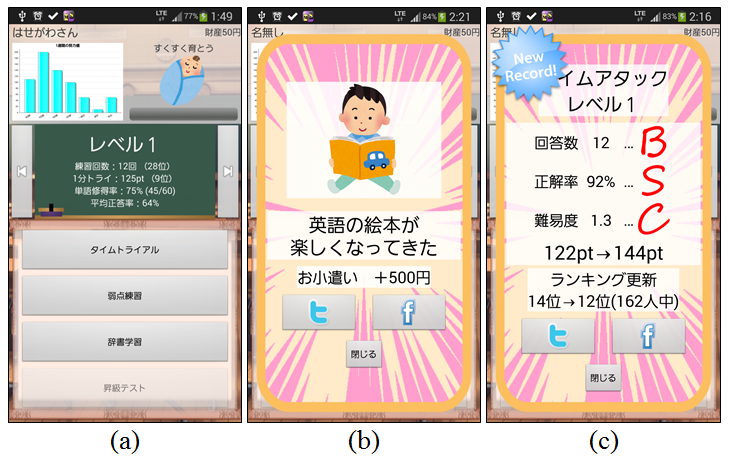 LTE 77% 1:49
はせがわさん 財産50円
1週間の努力値
すくすく育とう
レベル1
練習回数：12回 (28位)
1分トライ：125pt (9位)
単語修得率：75% (45/60)
平均正答率：64%
タイムトライアル
弱点練習
辞書学習
昇級テスト
(a)
LTE 84% 2:21
名無し 財産50円
英語の絵本が
楽しくなってきた
お小遣い +500円
閉じる
(b)
LTE 83% 2:16
財産50円
New
Record!
イムアタック
レベル1
回答数 12 ... B
正解率 92% ... S
難易度 1.3 ... C
122pt→144pt
ランキング更新
14位→12位(162人中)
閉じる
(c)